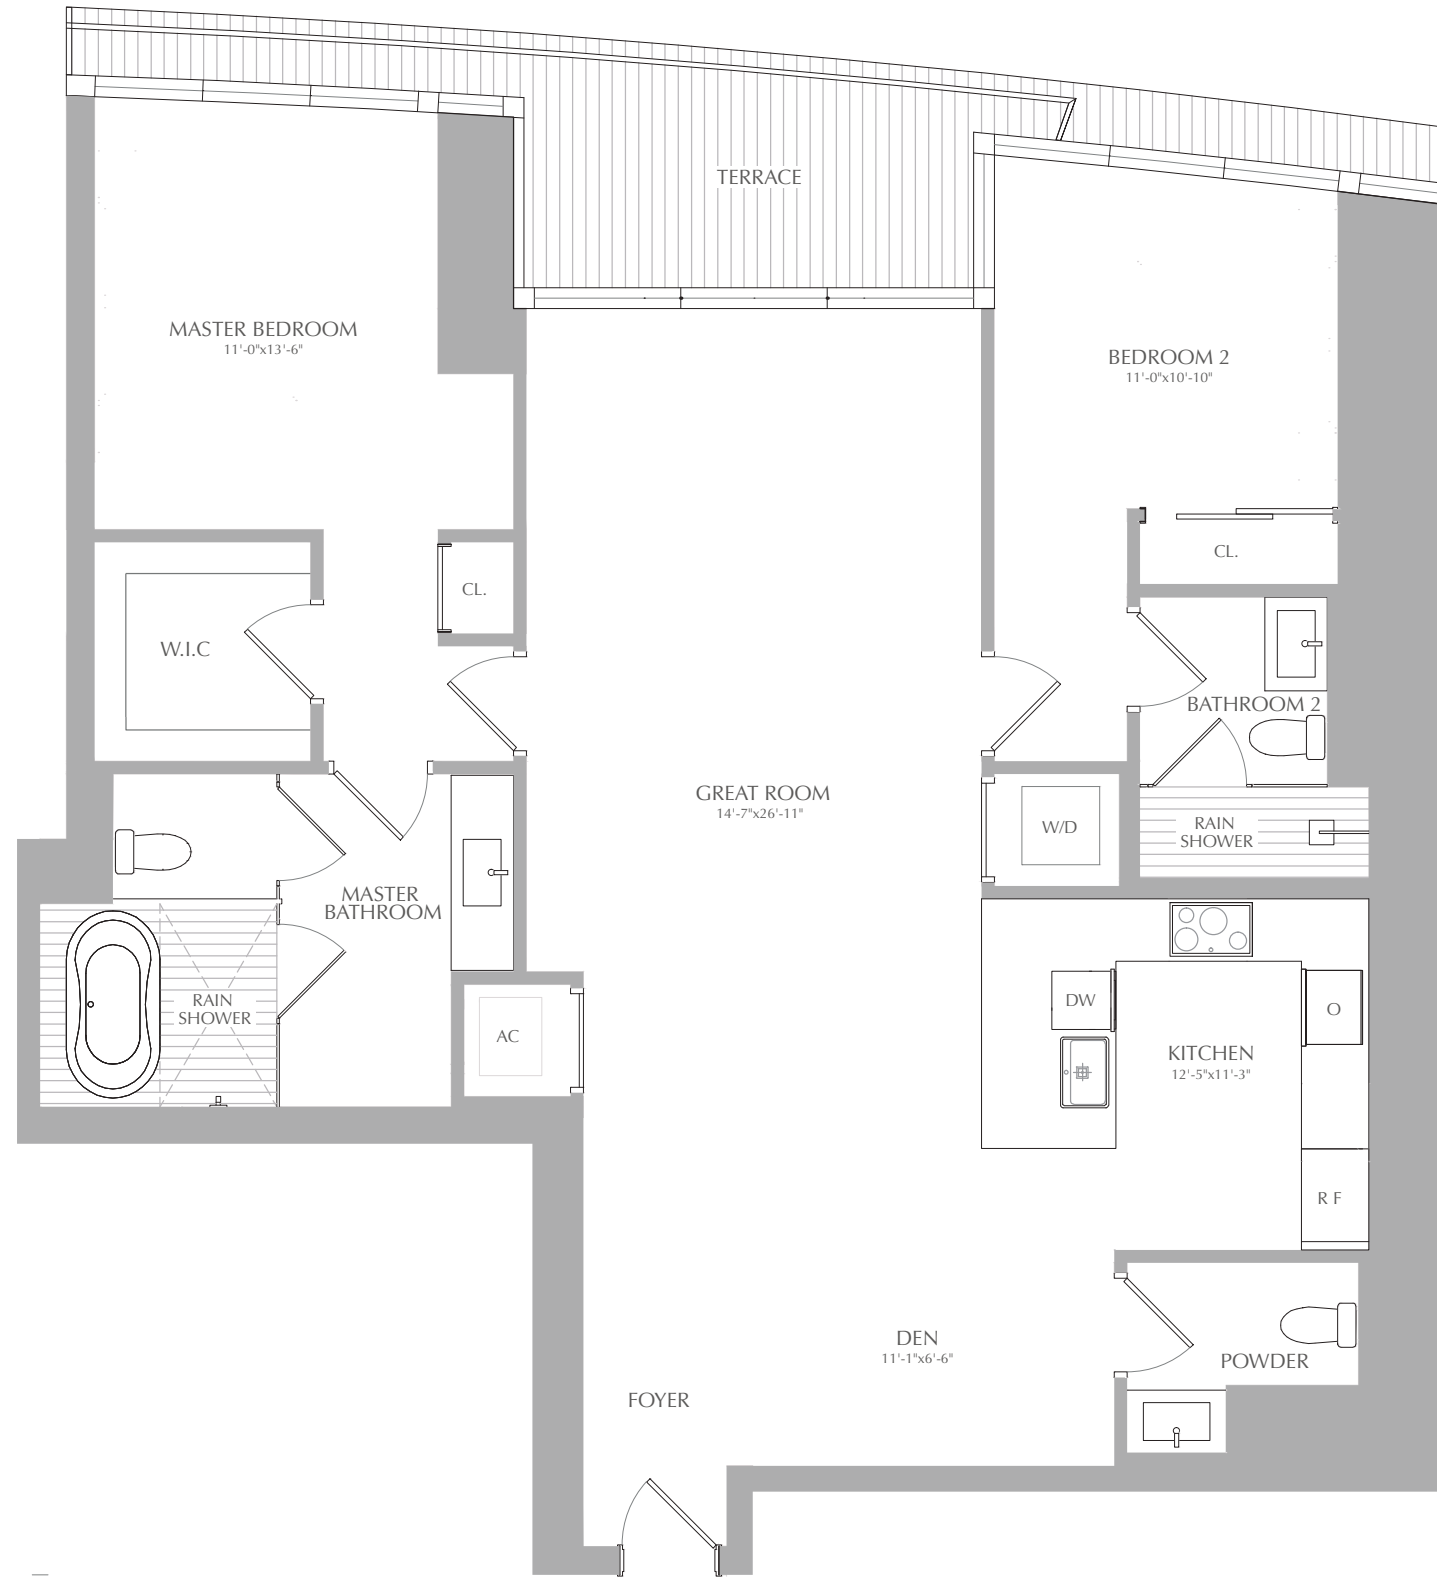 TERRACE
MASTER BEDROOM
11'-0"x13'-6"
BEDROOM 2
11'-0"x10'-10"
CL.
CL.
W.I.C
BATHROOM 2
GREAT ROOM
14'-7"x26'-11"
W/D
RAIN
SHOWER
MASTER
BATHROOM
RAIN
SHOWER
DW
O
AC
KITCHEN
12'-5"x11'-3"
R F
DEN
11'-1"x6'-6"
POWDER
FOYER